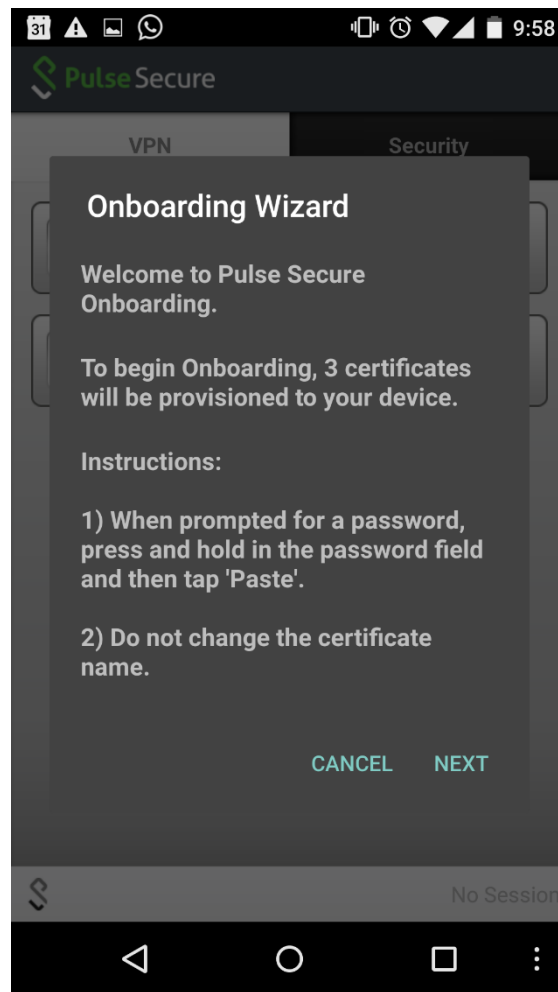 31
9:58
Pulse Secure
VPN
Security
Onboarding Wizard
Welcome to Pulse Secure
Onboarding.
To begin Onboarding, 3 certificates
will be provisioned to your device.
Instructions:
1) When prompted for a password,
press and hold in the password field
and then tap 'Paste'.
2) Do not change the certificate
name.
CANCEL
NEXT
No Session